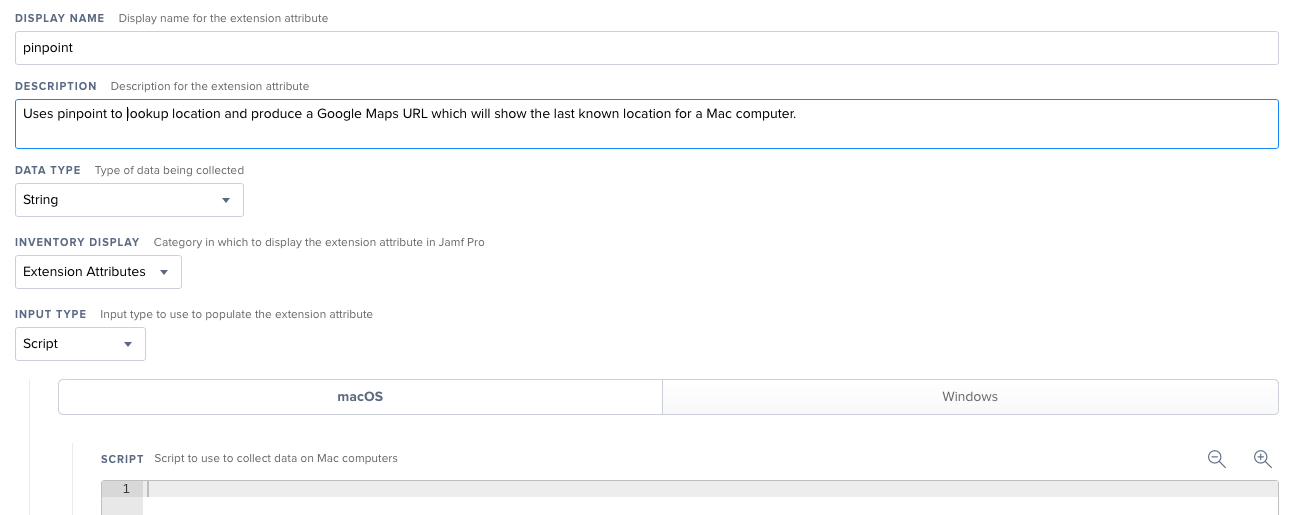 DISPLAY NAME Display name for the extension attribute
pinpoint
DESCRIPTION Description for the extension attribute
Uses pinpoint to lookup location and produce a Google Maps URL which will show the last known location for a Mac computer.
DATA TYPE Type of data being collected
String
INVENTORY DISPLAY Category in which to display the extension attribute in Jamf Pro
Extension Attributes
INPUT TYPE Input type to use to populate the extension attribute
Script
macOS Windows
SCRIPT Script to use to collect data on Mac computers
1